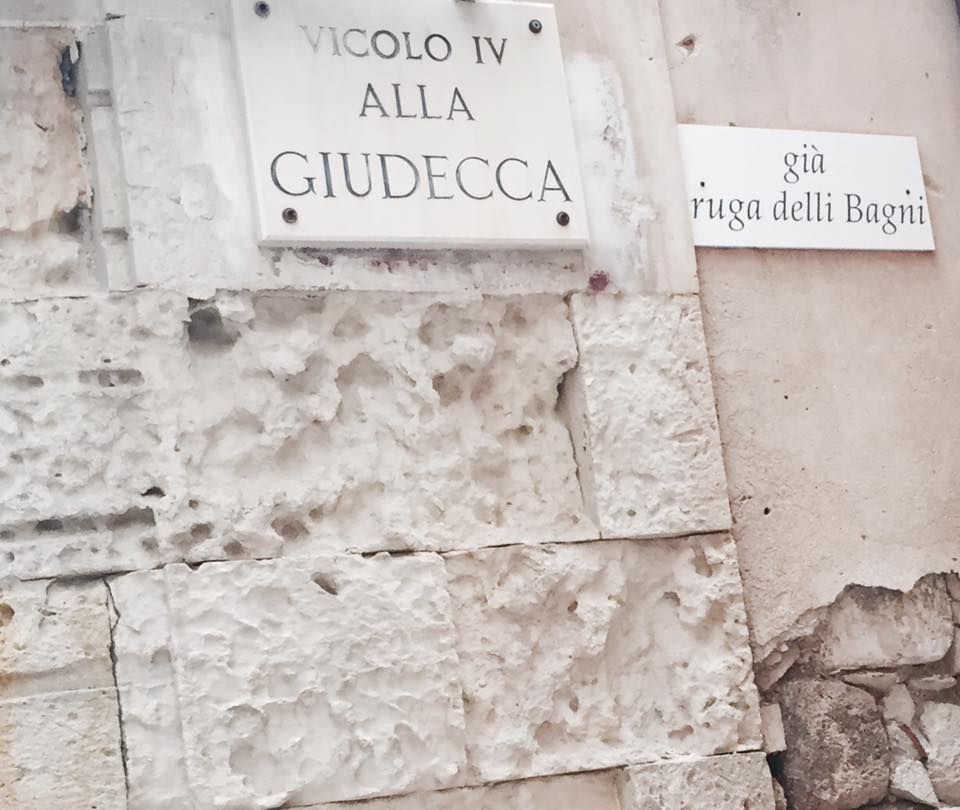 VICOLO IV
ALLA
GIUDECCA
già
ruga delli Bagni